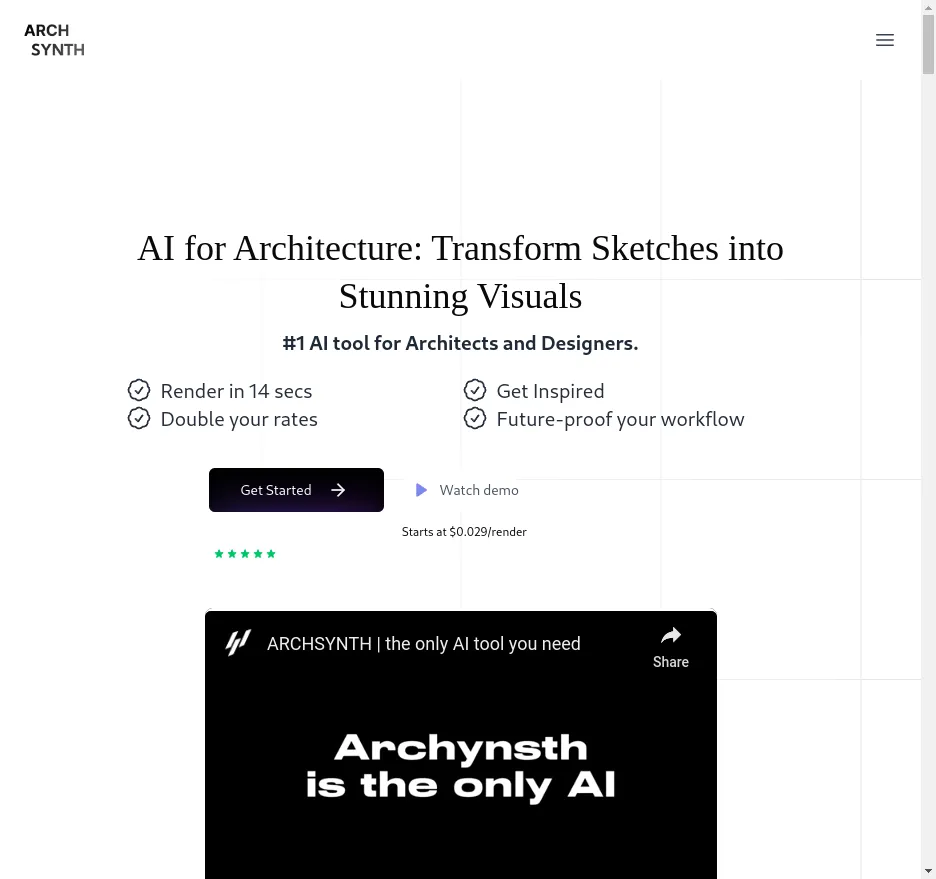 ARCH
SYNTH
AI for Architecture: Transform Sketches into
Stunning Visuals
#1 AI tool for Architects and Designers.
Render in 14 secs
Get Inspired
Double your rates
Future-proof your workflow
Get Started
Watch demo
Starts at $0.029/render
ARCHSYNTH | the only AI tool you need
Share
Archynsth
is the only AI